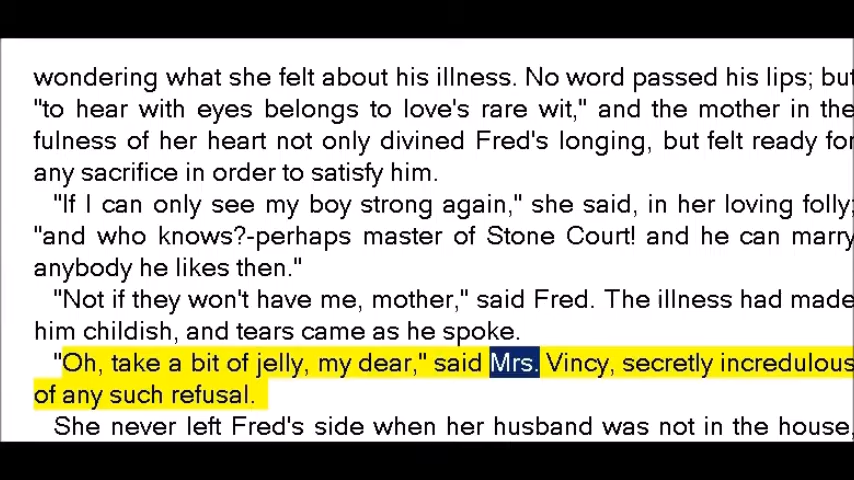 wondering what she felt about his illness. No word passed his lips; but
"to hear with eyes belongs to love's rare wit," and the mother in the
fulness of her heart not only divined Fred's longing, but felt ready for
any sacrifice in order to satisfy him.
"If I can only see my boy strong again," she said, in her loving folly;
"and who knows?-perhaps master of Stone Court! and he can marry
anybody he likes then."
"Not if they won't have me, mother," said Fred. The illness had made
him childish, and tears came as he spoke.
"Oh, take a bit of jelly, my dear," said Mrs. Vincy, secretly incredulous
of any such refusal.
She never left Fred's side when her husband was not in the house,